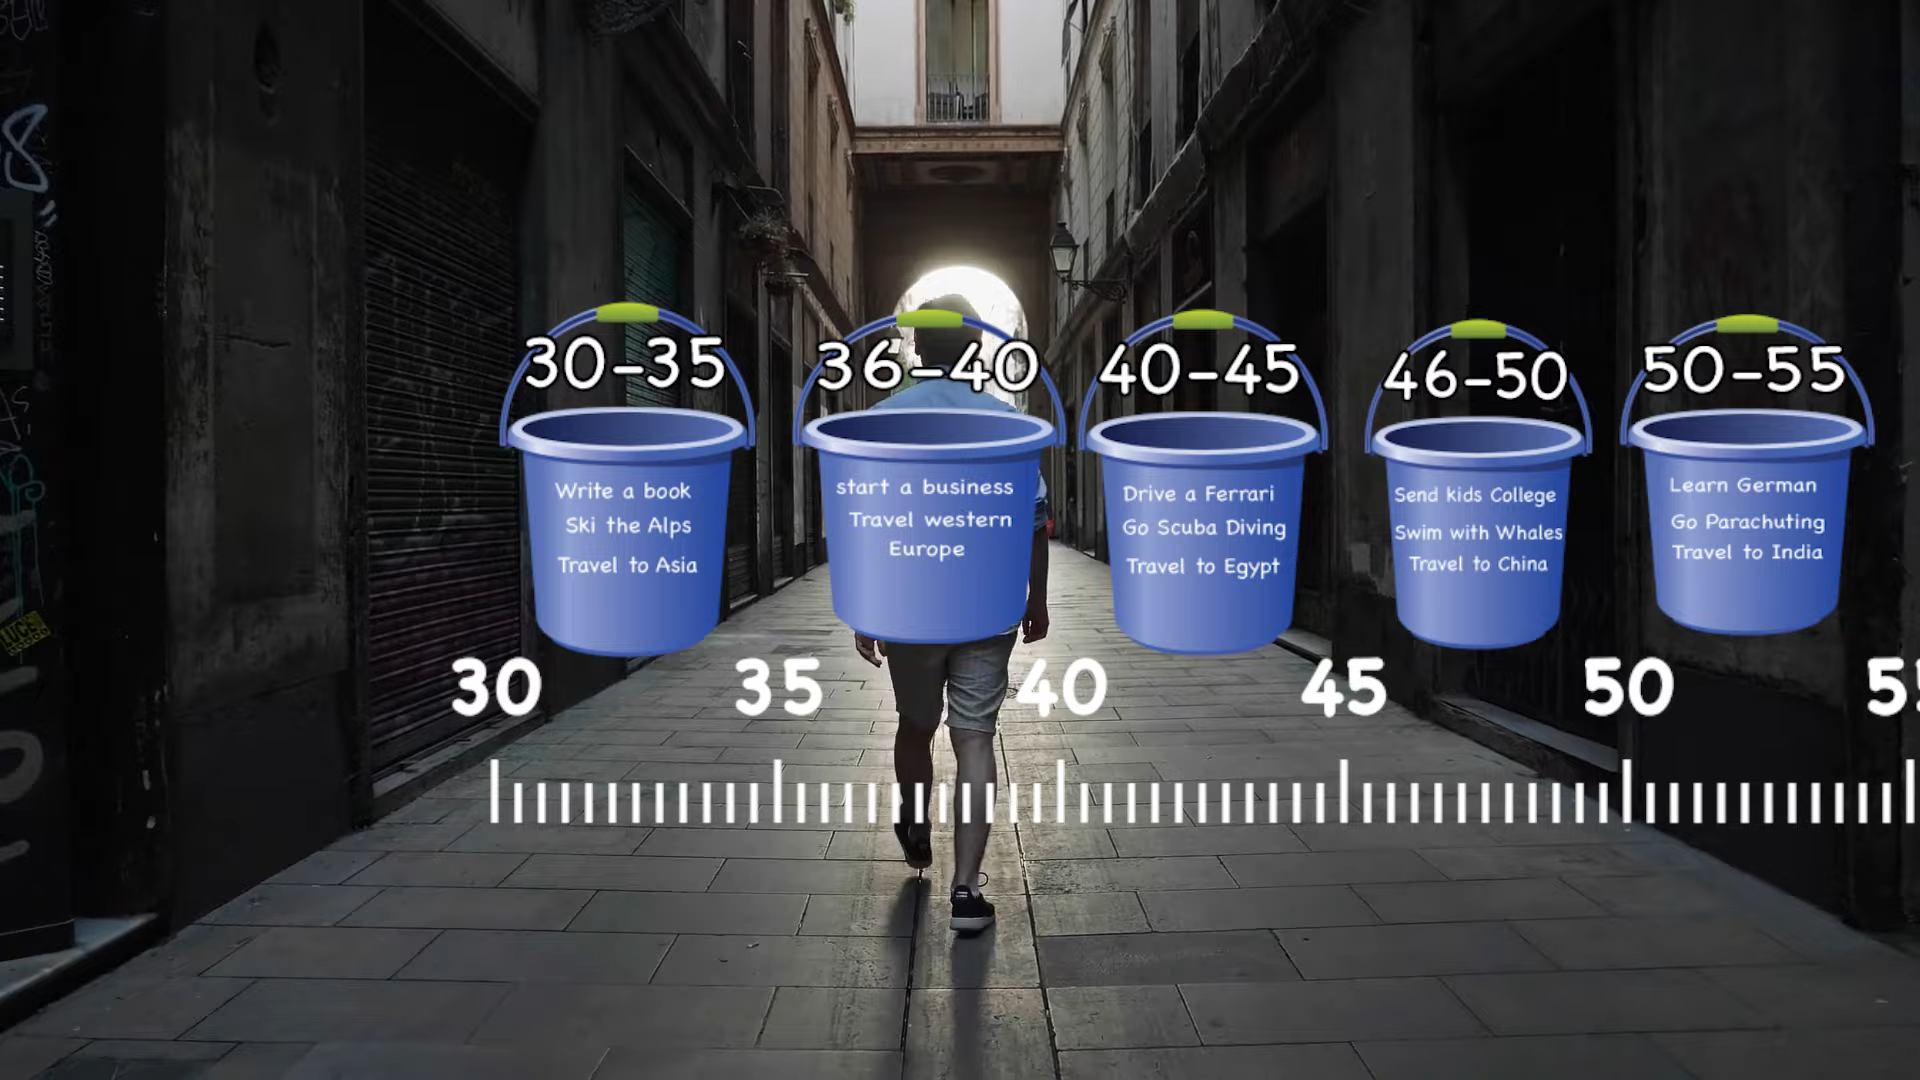 30-35
Write a book
Ski the Alps
Travel to Asia
36-40
start a business
Travel western
Europe
40-45
Drive a Ferrari
Go Scuba Diving
Travel to Egypt
46-50
Send kids College
Swim with Whales
Travel to China
50-55
Learn German
Go Parachuting
Travel to India
30 35 40 45 50
LUCE